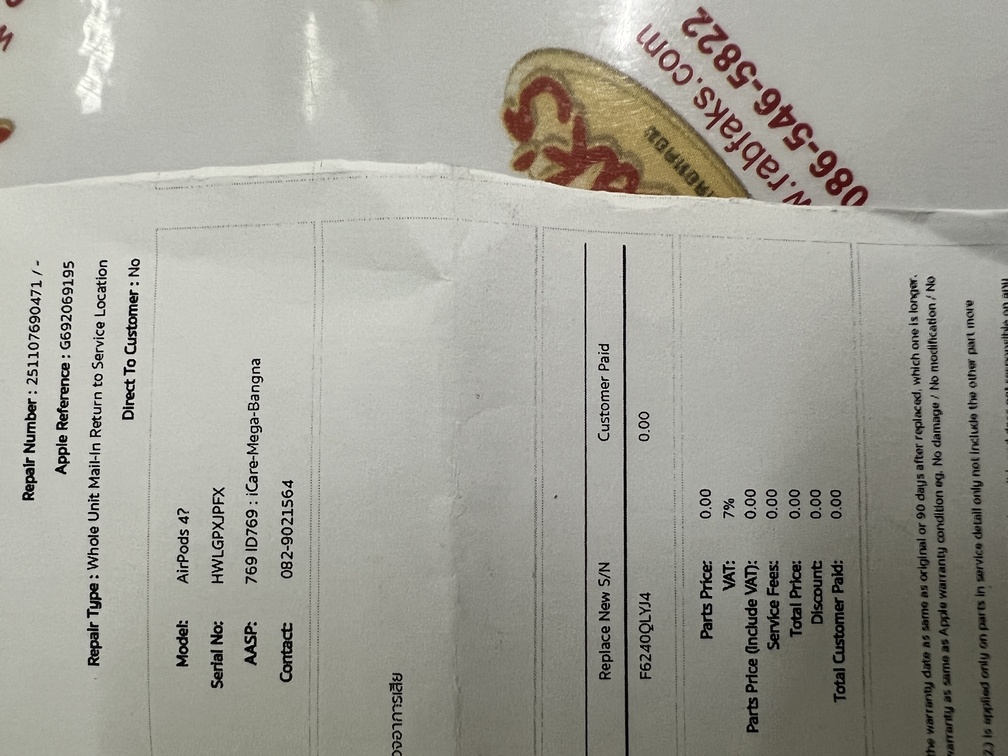 w.rabfaks.com
086-546-5822
Repair Number : 251107690471 / -
Apple Reference : G692069195
Repair Type : Whole Unit Mail-In Return to Service Location
Direct To Customer : No
Model: AirPods 4?
Serial No: HWLGPXJPFX
AASP: 769 ID769 : iCare-Mega-Bangna
Contact: 082-9021564
Replace New S/N Customer Paid
F6240QLYJ4 0.00
Parts Price: 0.00
VAT: 7%
Parts Price (Include VAT): 0.00
Service Fees: 0.00
Total Price: 0.00
Discount: 0.00
Total Customer Paid: 0.00
the warranty date as same as original or 90 days after replaced, which one is longer.
warranty as same as Apple warranty condition eg. No damage / No modification / No
is applied only on parts in service detail only not include the other part more